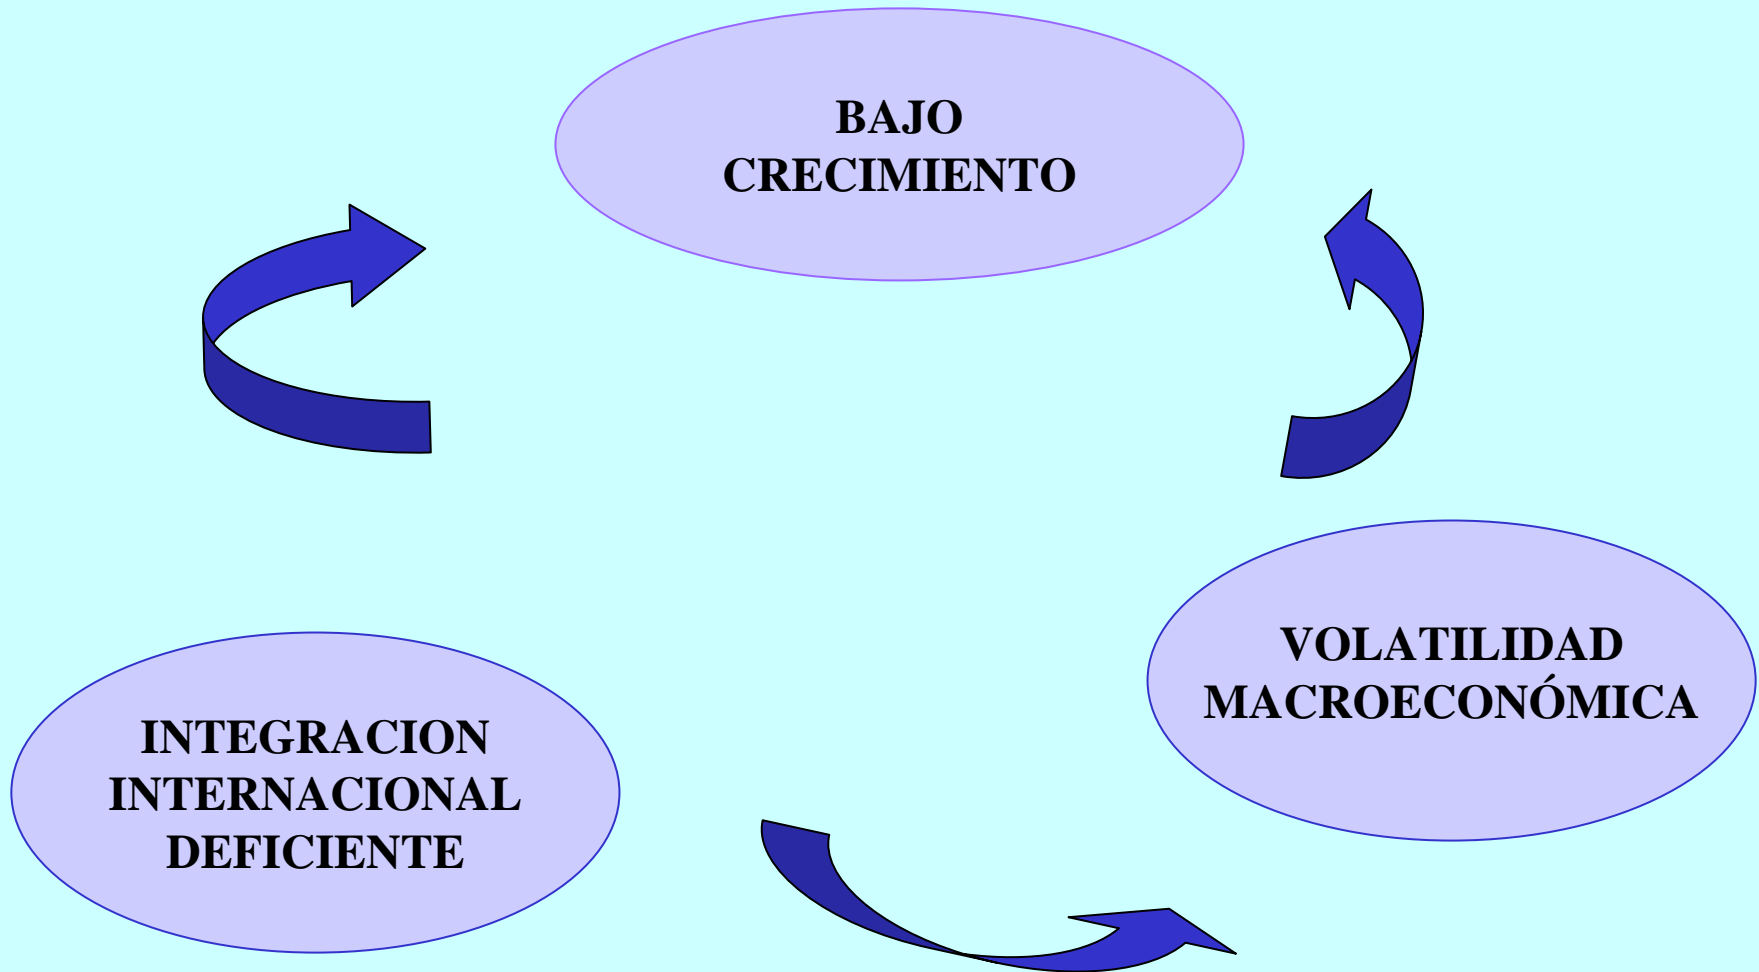 BAJO
CRECIMIENTO
VOLATILIDAD
MACROECONÓMICA
INTEGRACION
INTERNACIONAL
DEFICIENTE